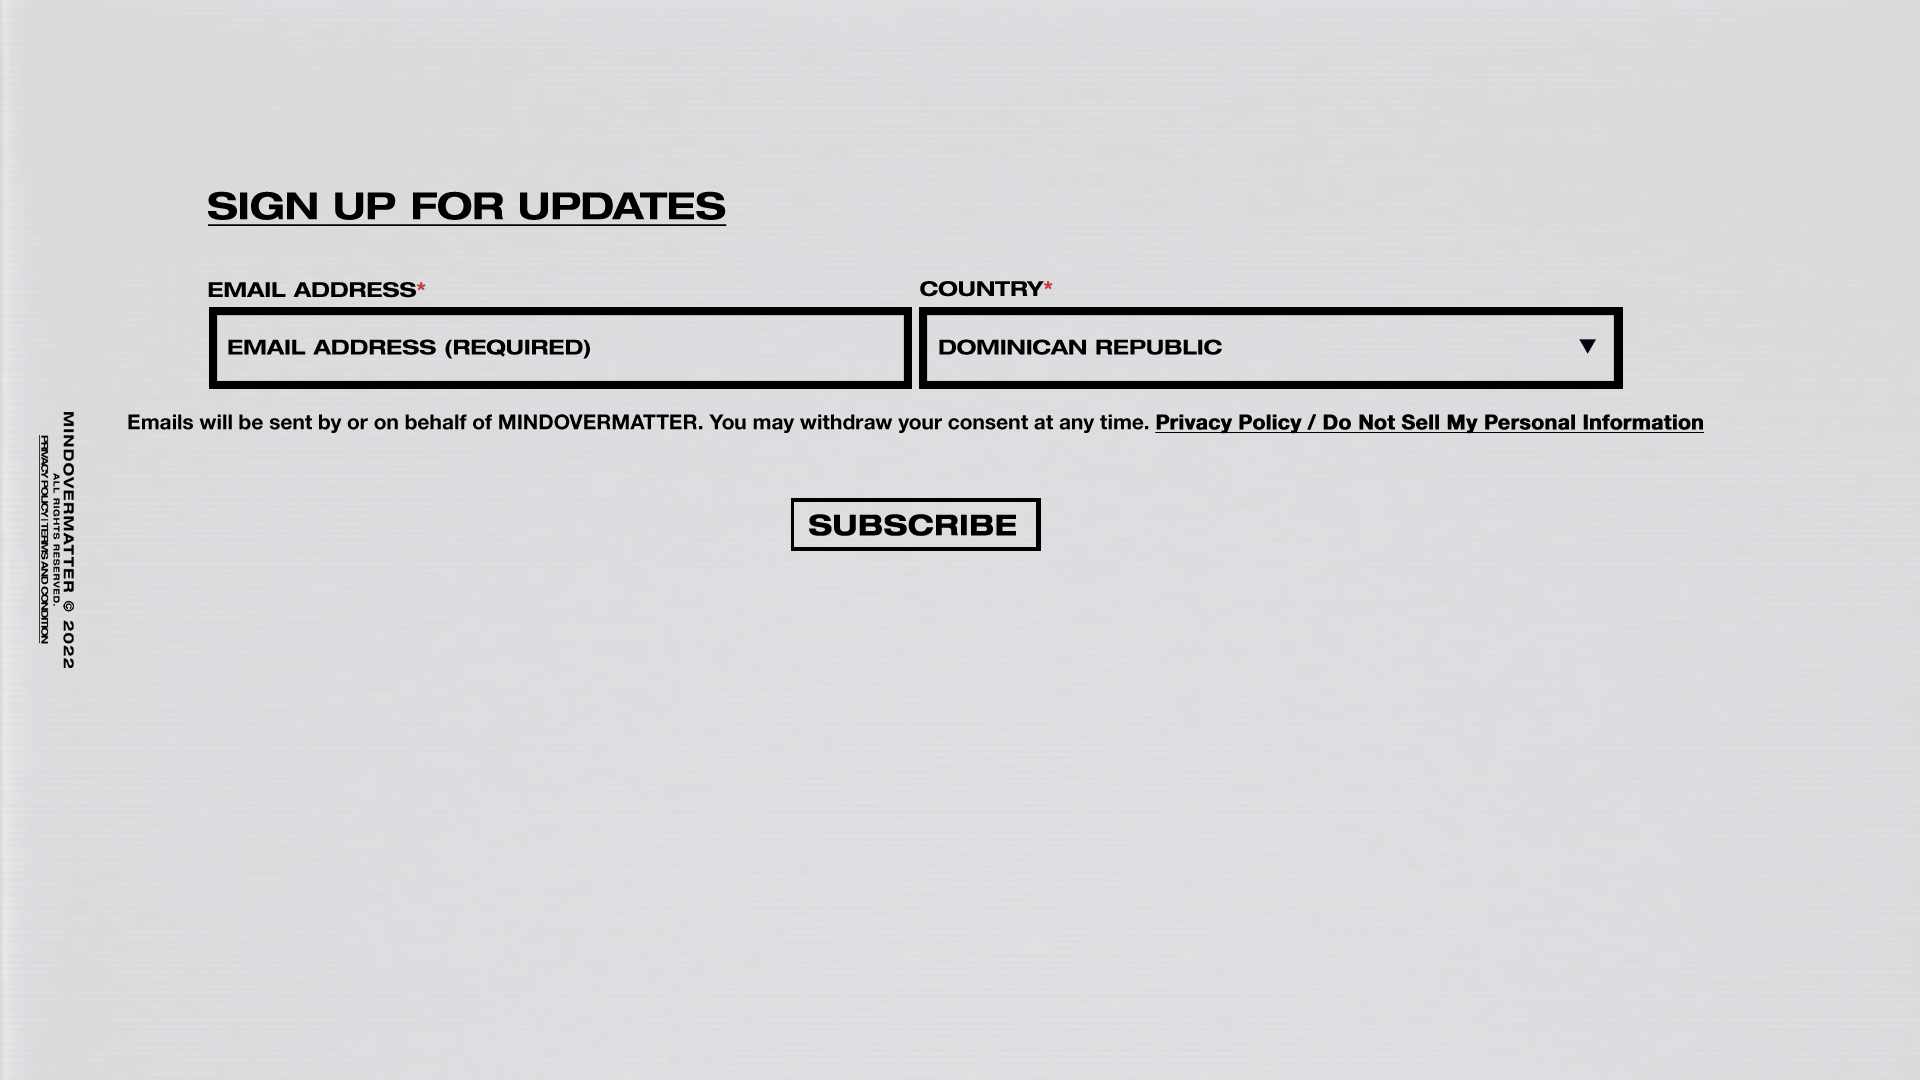 SIGN UP FOR UPDATES
EMAIL ADDRESS*
COUNTRY*
EMAIL ADDRESS (REQUIRED)
DOMINICAN REPUBLIC
▼
Emails will be sent by or on behalf of MINDOVERMATTER. You may withdraw your consent at any time. Privacy Policy / Do Not Sell My Personal Information
SUBSCRIBE
MINDOVERMATTER © 2022
ALL RIGHTS RESERVED.
PRIVACY POLICY | TERMS AND CONDITION